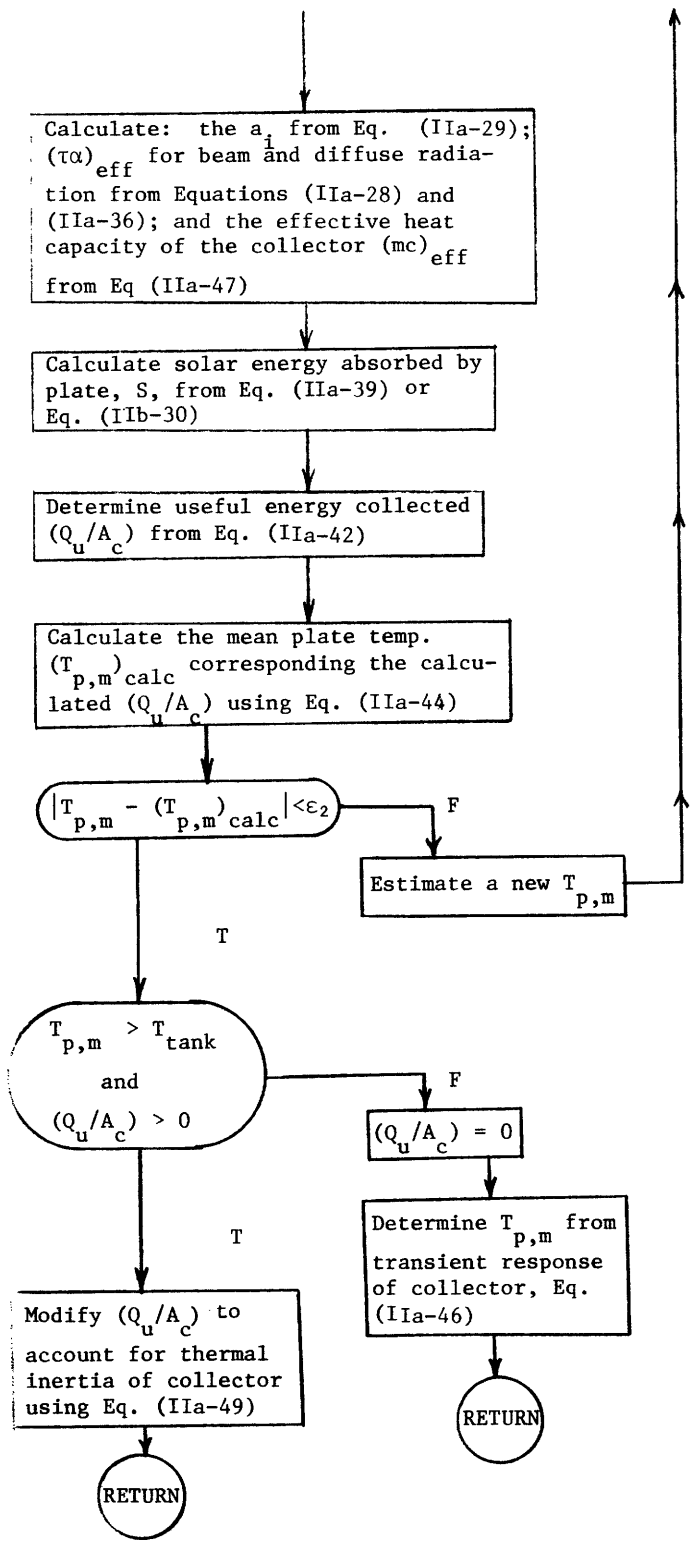 Calculate: the a_i from Eq. (IIa-29);
(τα)_eff for beam and diffuse radia-
tion from Equations (IIa-28) and
(IIa-36); and the effective heat
capacity of the collector (mc)_eff
from Eq (IIa-47)
Calculate solar energy absorbed by
plate, S, from Eq. (IIa-39) or
Eq. (IIb-30)
Determine useful energy collected
(Q_u/A_c) from Eq. (IIa-42)
Calculate the mean plate temp.
(T_p,m)_calc corresponding the calcu-
lated (Q_u/A_c) using Eq. (IIa-44)
|T_p,m - (T_p,m)_calc|<ε_2
F
Estimate a new T_p,m
T
T_p,m > T_tank
and
(Q_u/A_c) > 0
F
(Q_u/A_c) = 0
Determine T_p,m from
transient response
of collector, Eq.
(IIa-46)
RETURN
T
Modify (Q_u/A_c) to
account for thermal
inertia of collector
using Eq. (IIa-49)
RETURN